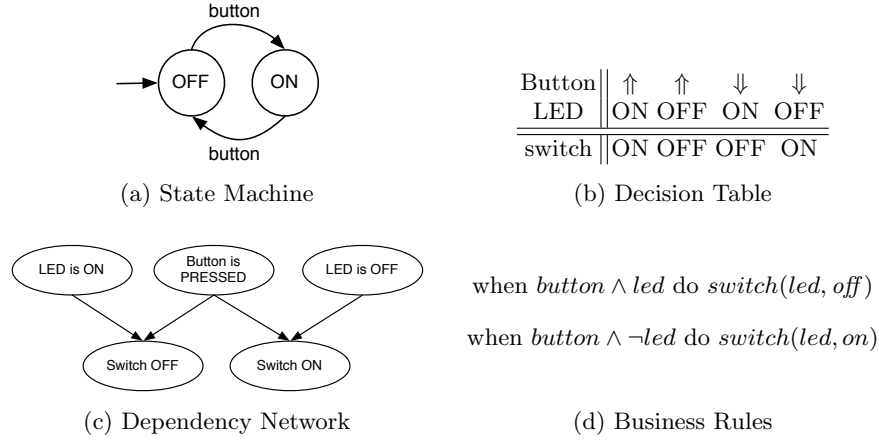 button
OFF
ON
button
(a) State Machine
Button ⇑ ⇑ ⇓ ⇓
LED ON OFF ON OFF
switch ON OFF OFF ON
(b) Decision Table
LED is ON
Button is
PRESSED
LED is OFF
Switch OFF
Switch ON
(c) Dependency Network
when button ∧ led do switch(led, off)
when button ∧ ¬led do switch(led, on)
(d) Business Rules